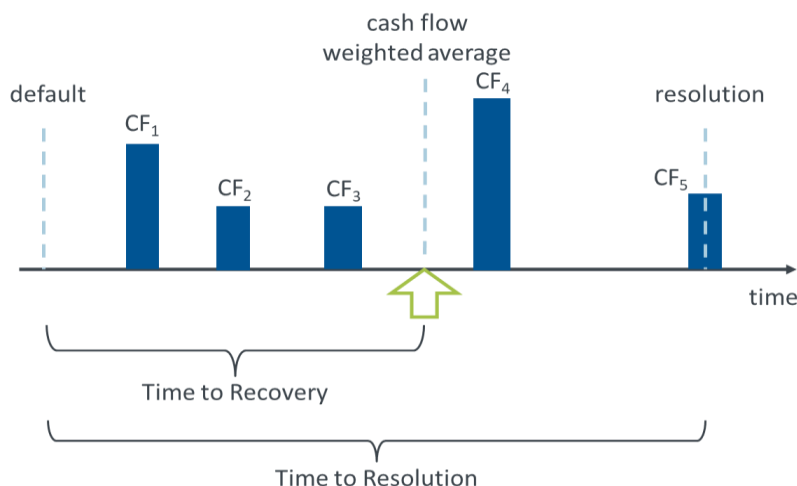 cash flow
weighted average
default
resolution
CF₁
CF₂
CF₃
CF₄
CF₅
time
Time to Recovery
Time to Resolution